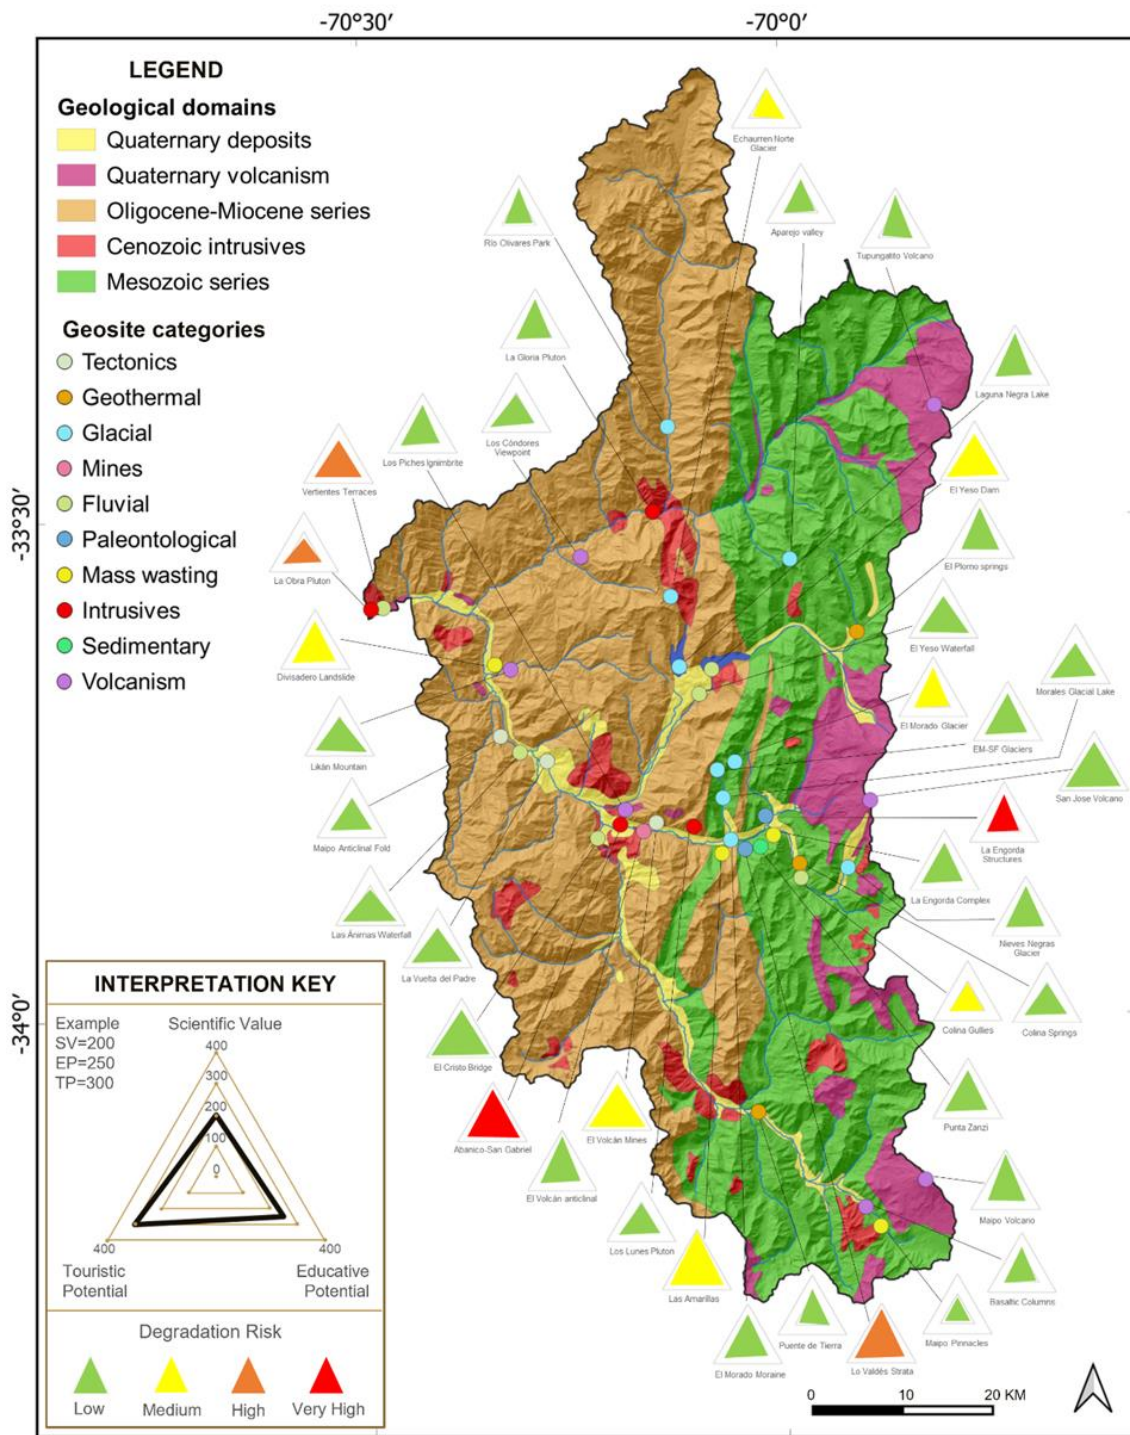 -70°30′
-70°0′
LEGEND
Geological domains
Quaternary deposits
Quaternary volcanism
Oligocene-Miocene series
Cenozoic intrusives
Mesozoic series
Geosite categories
Tectonics
Geothermal
Glacial
Mines
Fluvial
Paleontological
Mass wasting
Intrusives
Sedimentary
Volcanism
-33°30′
-34°0′
Echaurren Norte
Glacier
Río Olivares Park
Aparejo valley
Tupungatito Volcano
La Gloria Pluton
Laguna Negra Lake
Los Cóndores
Viewpoint
Los Piches Ignimbrite
Vertientes Terraces
El Yeso Dam
La Obra Pluton
El Plomo springs
El Yeso Waterfall
Divisadero Landslide
Morales Glacial Lake
El Morado Glacier
EM-SF Glaciers
Likán Mountain
San Jose Volcano
Maipo Anticlinal Fold
La Engorda
Structures
La Engorda Complex
Las Ánimas Waterfall
Nieves Negras
Glacier
La Vuelta del Padre
Colina Gullies
Colina Springs
El Cristo Bridge
Punta Zanzi
Abanico-San Gabriel
El Volcán Mines
El Volcán anticlinal
Maipo Volcano
Los Lunes Pluton
Las Amarillas
Basaltic Columns
Puente de Tierra
Maipo Pinnacles
El Morado Moraine
Lo Valdés Strata
INTERPRETATION KEY
Example
SV=200
EP=250
TP=300
Scientific Value
400
300
200
100
0
400
400
Touristic
Potential
Educative
Potential
Degradation Risk
Low
Medium
High
Very High
0
10
20 KM